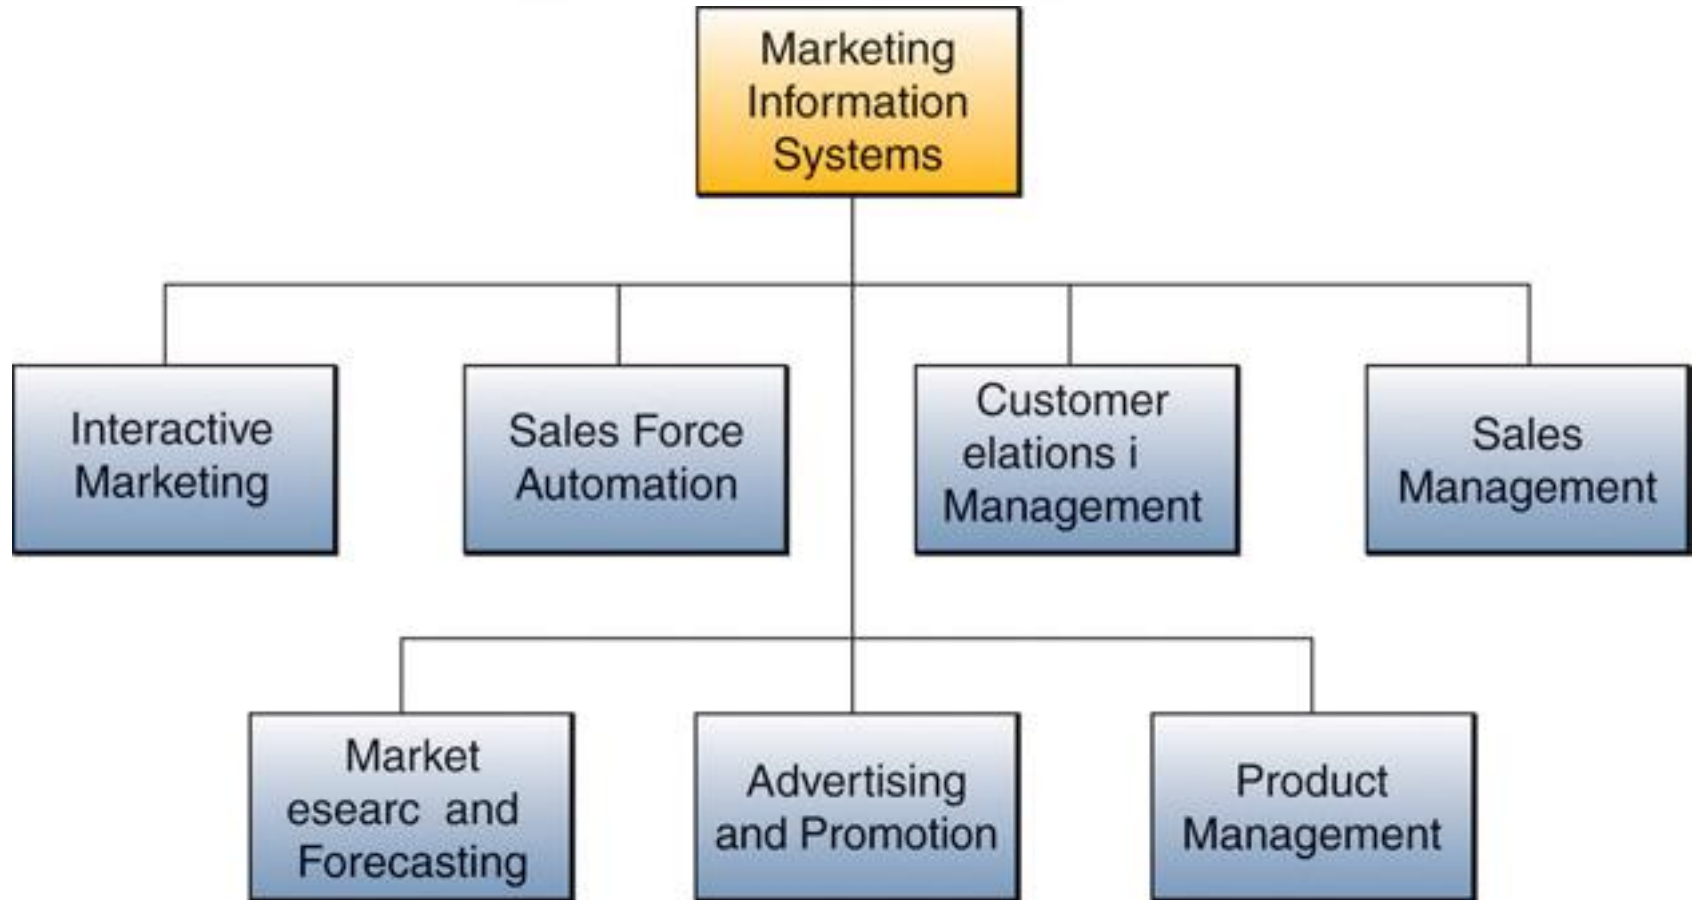 Marketing
Information
Systems
Interactive
Marketing
Sales Force
Automation
Customer
elations i
Management
Sales
Management
Market
esearc and
Forecasting
Advertising
and Promotion
Product
Management